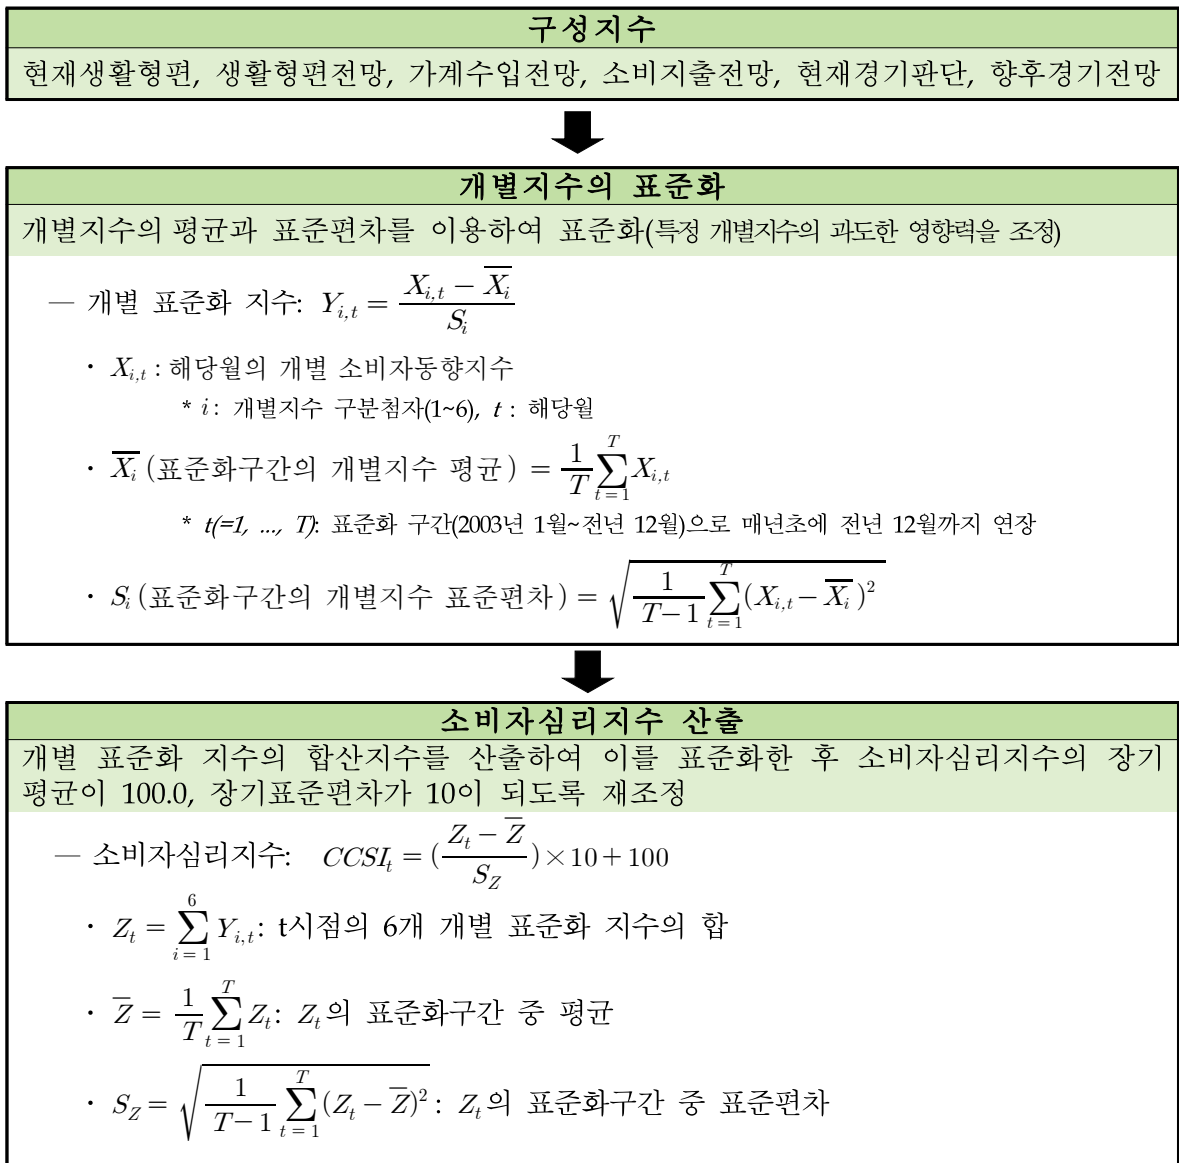 구성지수
현재생활형편, 생활형편전망, 가계수입전망, 소비지출전망, 현재경기판단, 향후경기전망
개별지수의 표준화
개별지수의 평균과 표준편차를 이용하여 표준화(특정 개별지수의 과도한 영향력을 조정)
— 개별 표준화 지수: $Y_{i,t} = \frac{X_{i,t} - \overline{X_i}}{S_i}$
· $X_{i,t}$ : 해당월의 개별 소비자동향지수
* i : 개별지수 구분첨자(1~6), t : 해당월
· $\overline{X_i}$ (표준화구간의 개별지수 평균) = $\frac{1}{T}\sum_{t=1}^{T} X_{i,t}$
* t(=1, ..., T): 표준화 구간(2003년 1월~전년 12월)으로 매년초에 전년 12월까지 연장
· $S_i$ (표준화구간의 개별지수 표준편차) = $\sqrt{\frac{1}{T-1}\sum_{t=1}^{T}(X_{i,t} - \overline{X_i})^2}$
소비자심리지수 산출
개별 표준화 지수의 합산지수를 산출하여 이를 표준화한 후 소비자심리지수의 장기
평균이 100.0, 장기표준편차가 10이 되도록 재조정
— 소비자심리지수: $CCSI_t = (\frac{Z_t - \overline{Z}}{S_Z}) \times 10 + 100$
· $Z_t = \sum_{i=1}^{6} Y_{i,t}$: t시점의 6개 개별 표준화 지수의 합
· $\overline{Z} = \frac{1}{T}\sum_{t=1}^{T} Z_t$: $Z_t$의 표준화구간 중 평균
· $S_Z = \sqrt{\frac{1}{T-1}\sum_{t=1}^{T}(Z_t - \overline{Z})^2}$ : $Z_t$의 표준화구간 중 표준편차